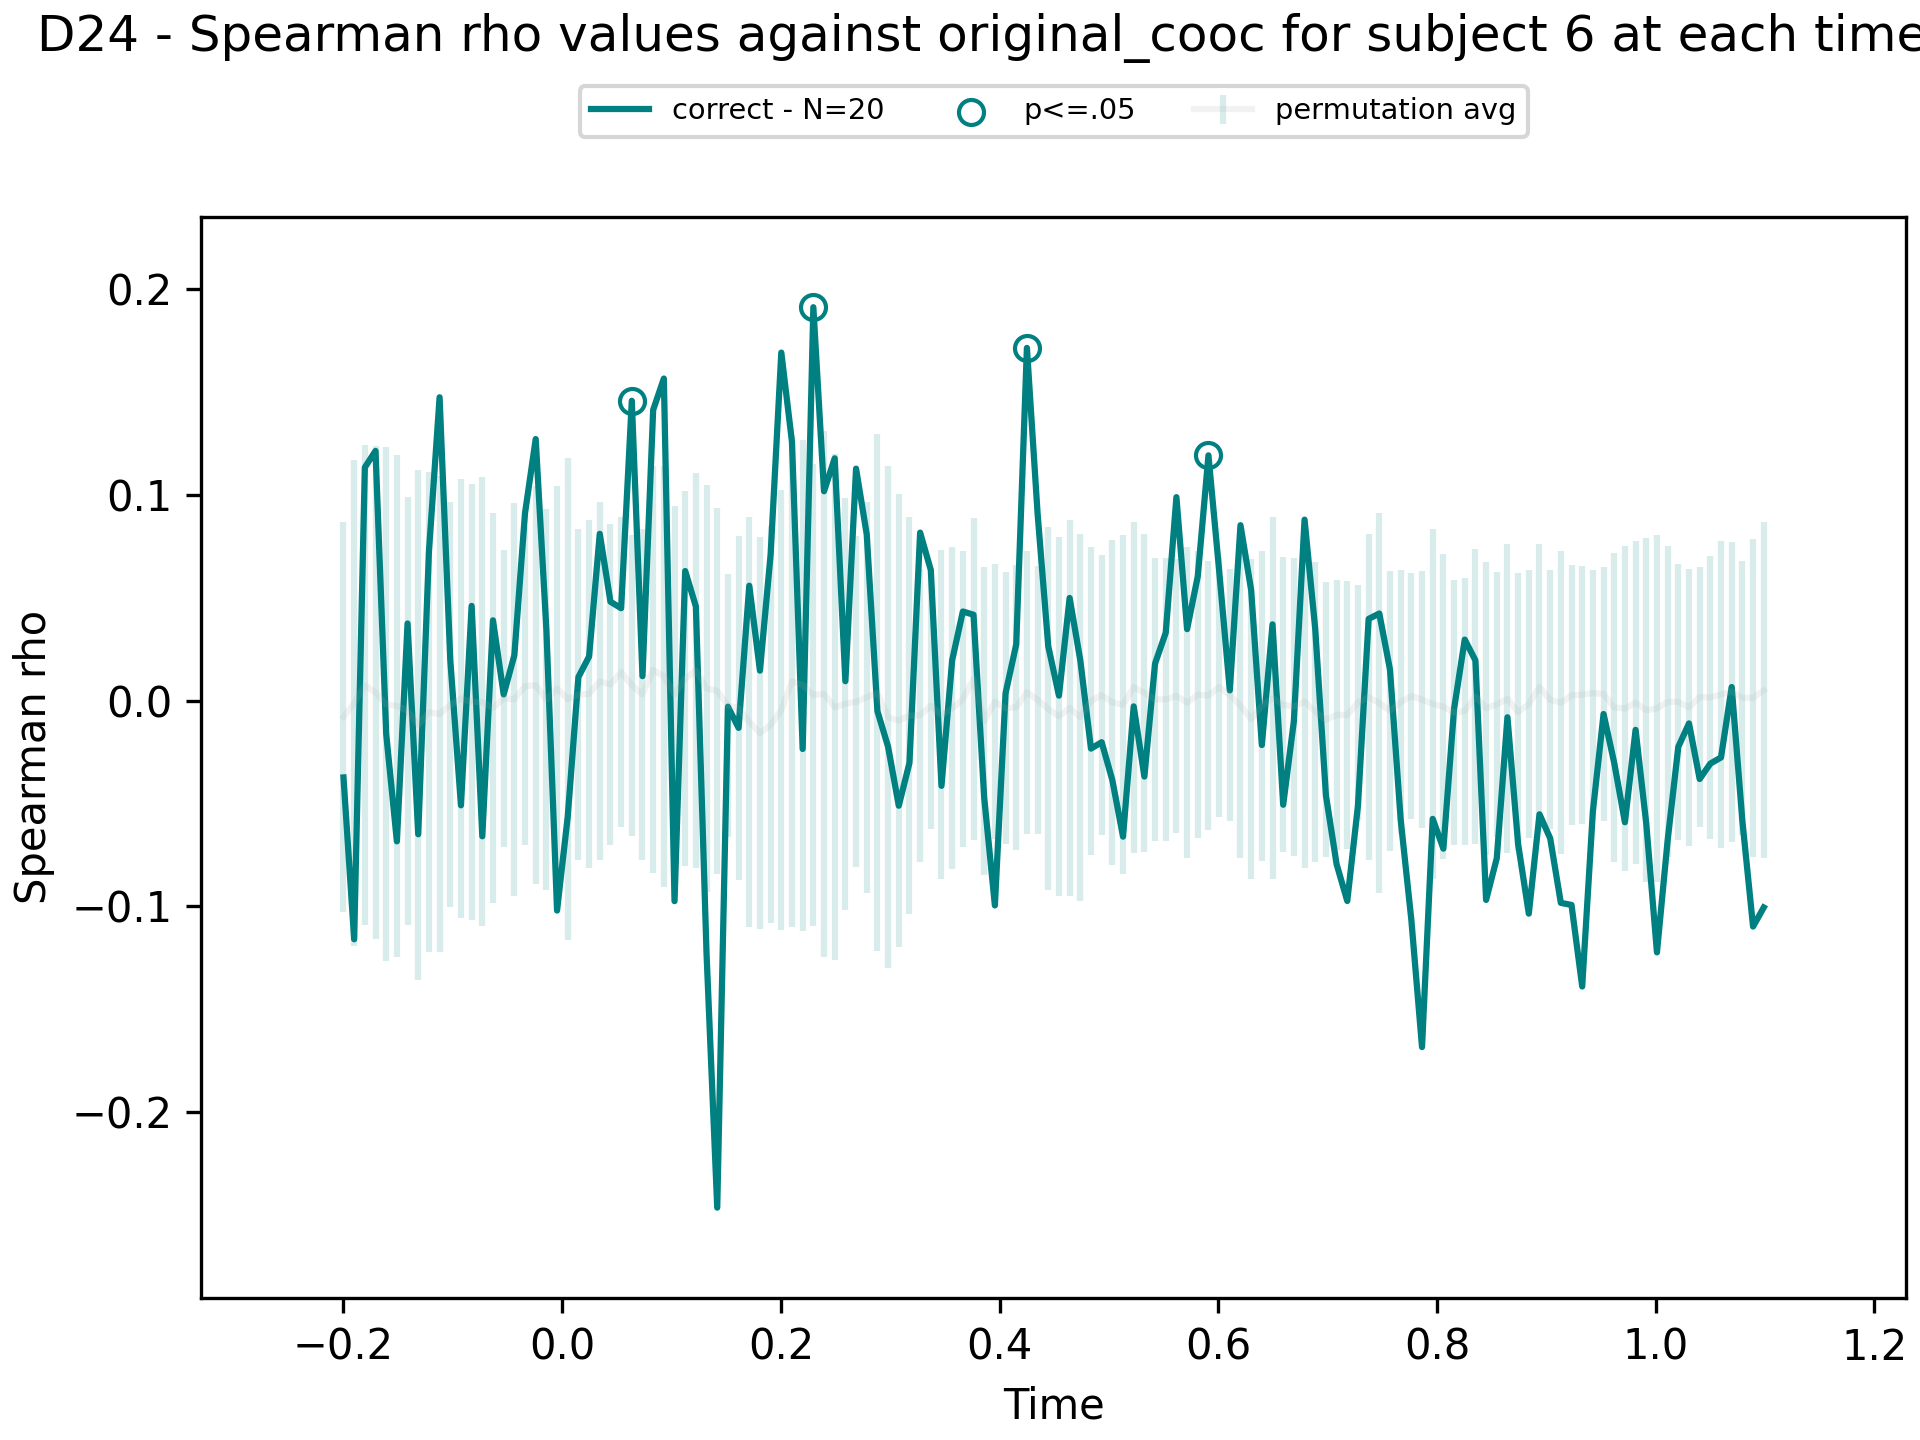 D24 - Spearman rho values against original_cooc for subject 6 at each time
correct - N=20 p<=.05 permutation avg
0.2
0.1
0.0
−0.1
−0.2
Spearman rho
−0.2 0.0 0.2 0.4 0.6 0.8 1.0 1.2
Time